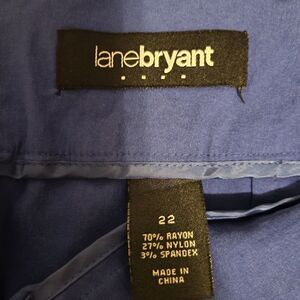 lanebryant
22
70% RAYON
27% NYLON
3% SPANDEX
MADE IN
CHINA